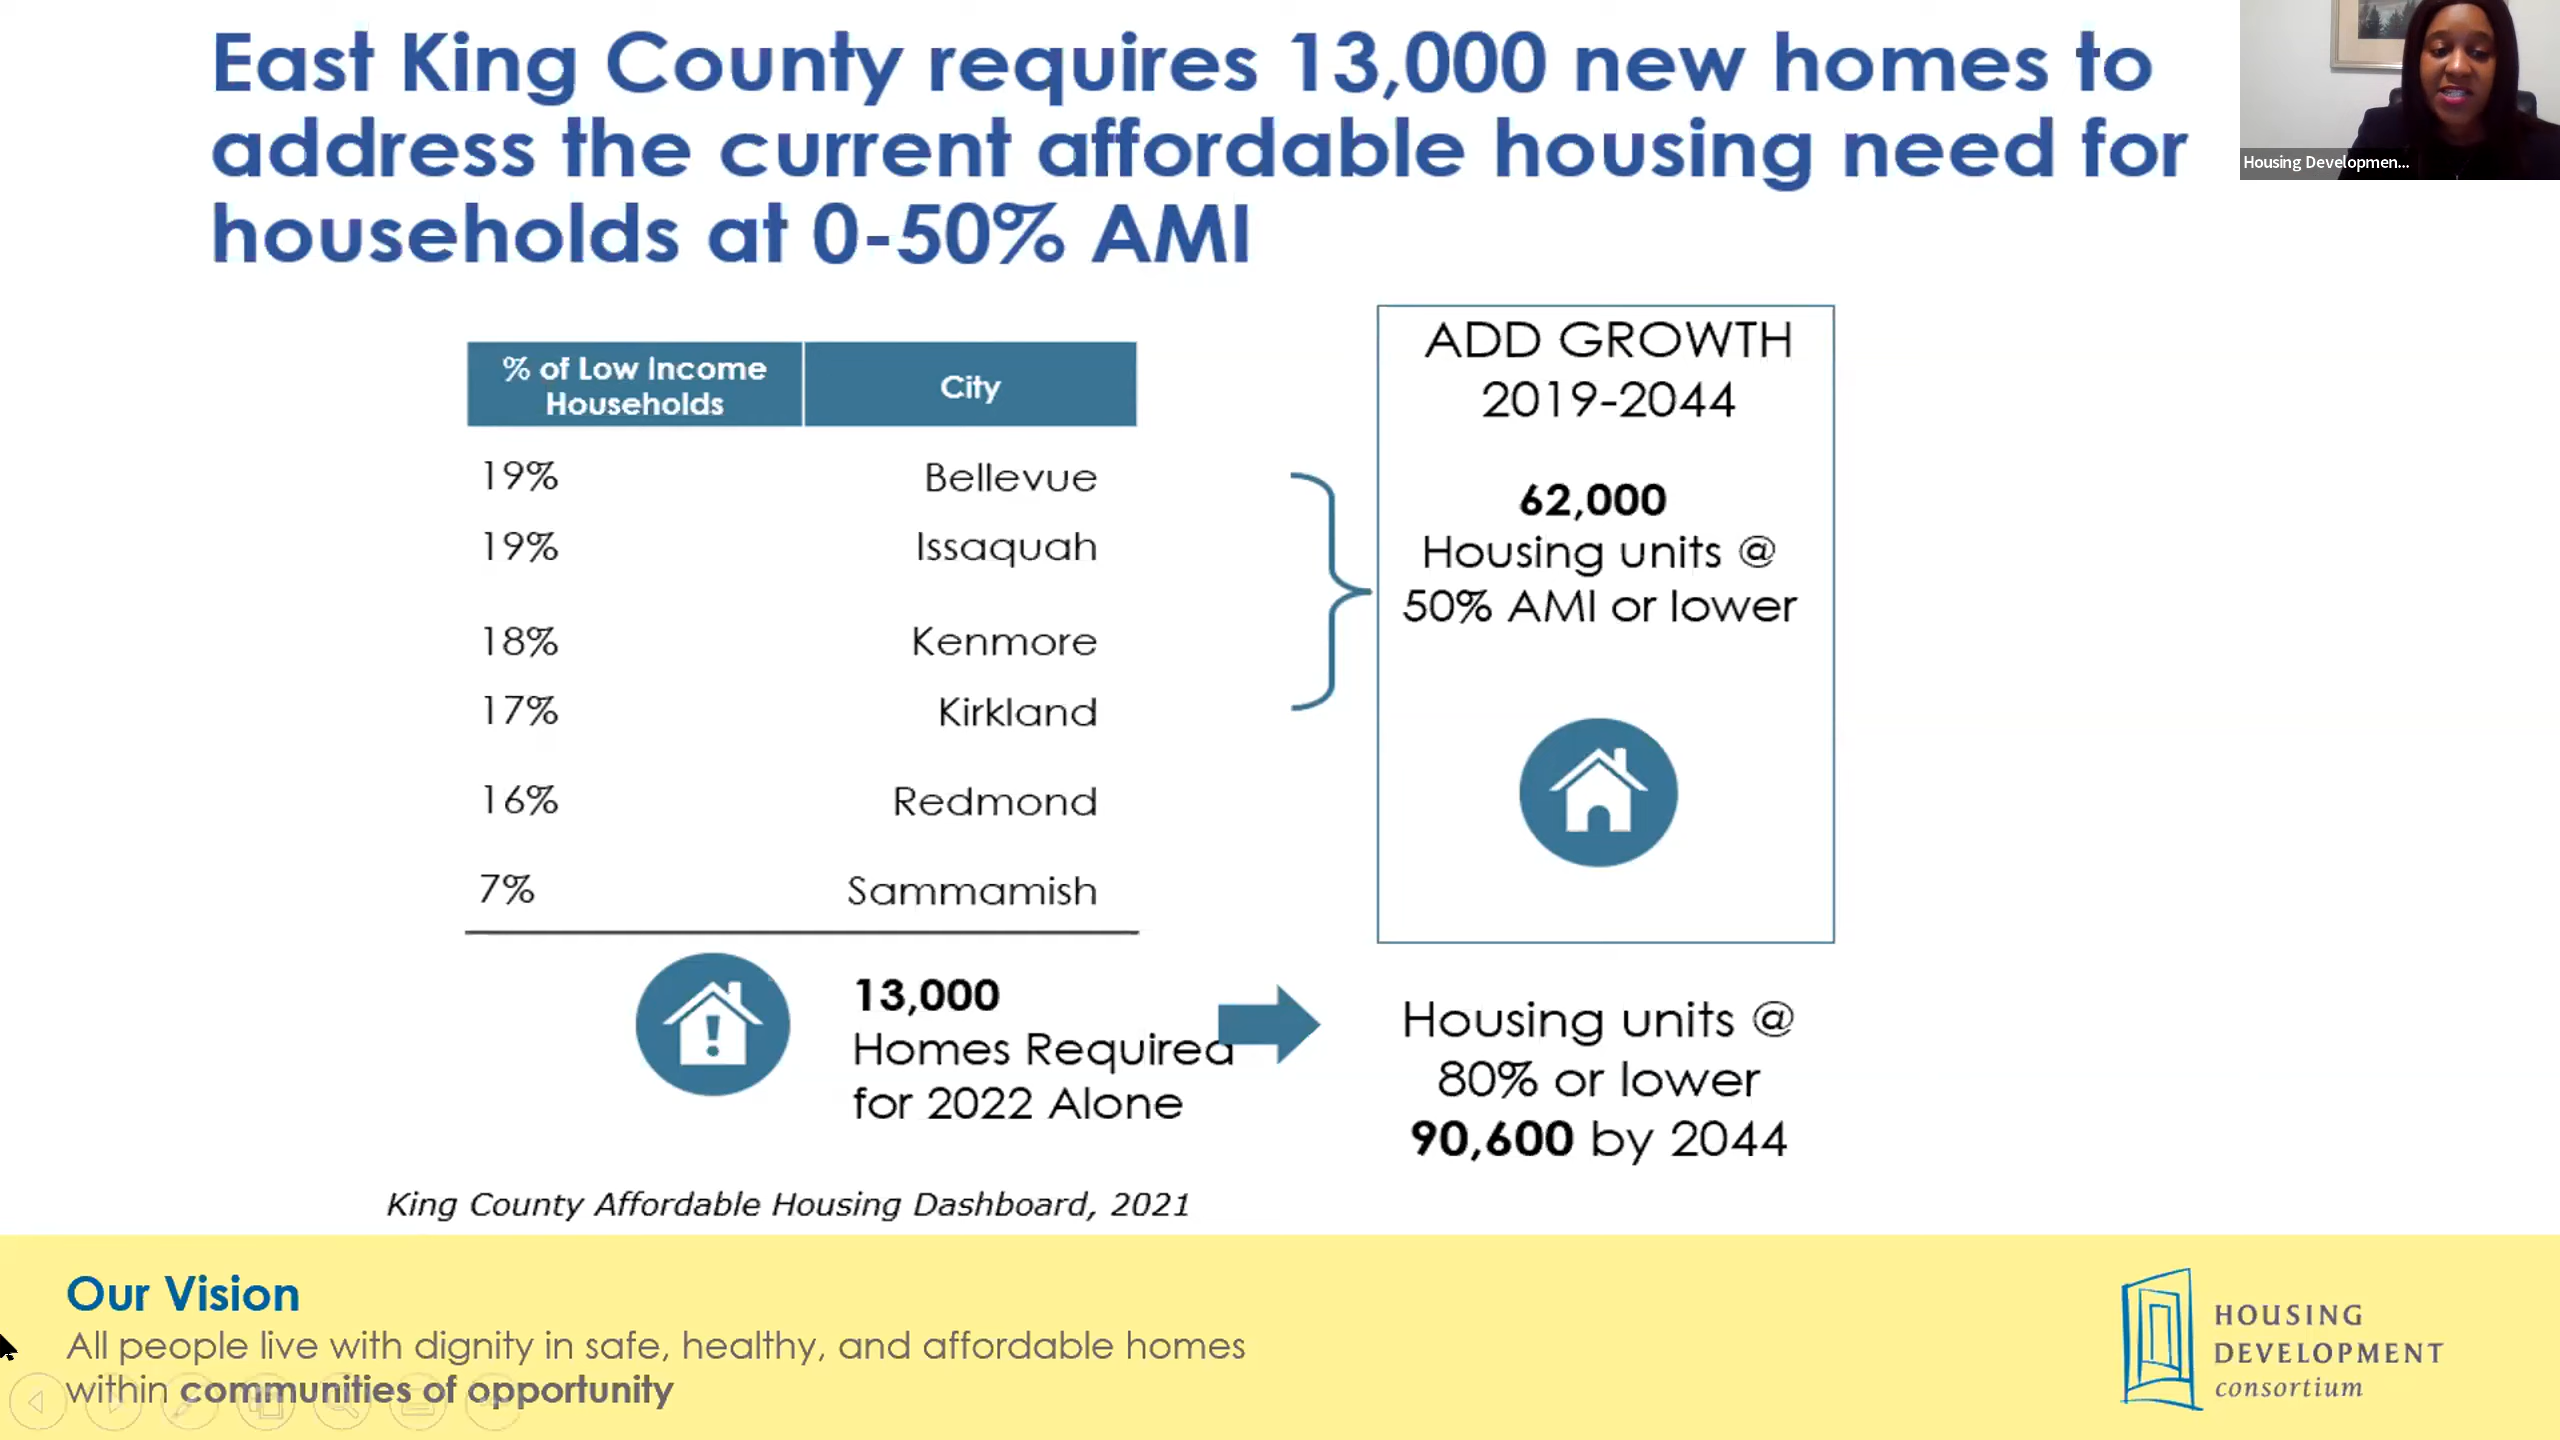 East King County requires 13,000 new homes to
address the current affordable housing need for
households at 0-50% AMI
Housing Developmen...
% of Low Income
Households
City
19% Bellevue
19% Issaquah
18% Kenmore
17% Kirkland
16% Redmond
7% Sammamish
ADD GROWTH
2019-2044
62,000
Housing units @
50% AMI or lower
!
13,000
Homes Required
for 2022 Alone
Housing units @
80% or lower
90,600 by 2044
King County Affordable Housing Dashboard, 2021
Our Vision
All people live with dignity in safe, healthy, and affordable homes
within communities of opportunity
HOUSING
DEVELOPMENT
consortium